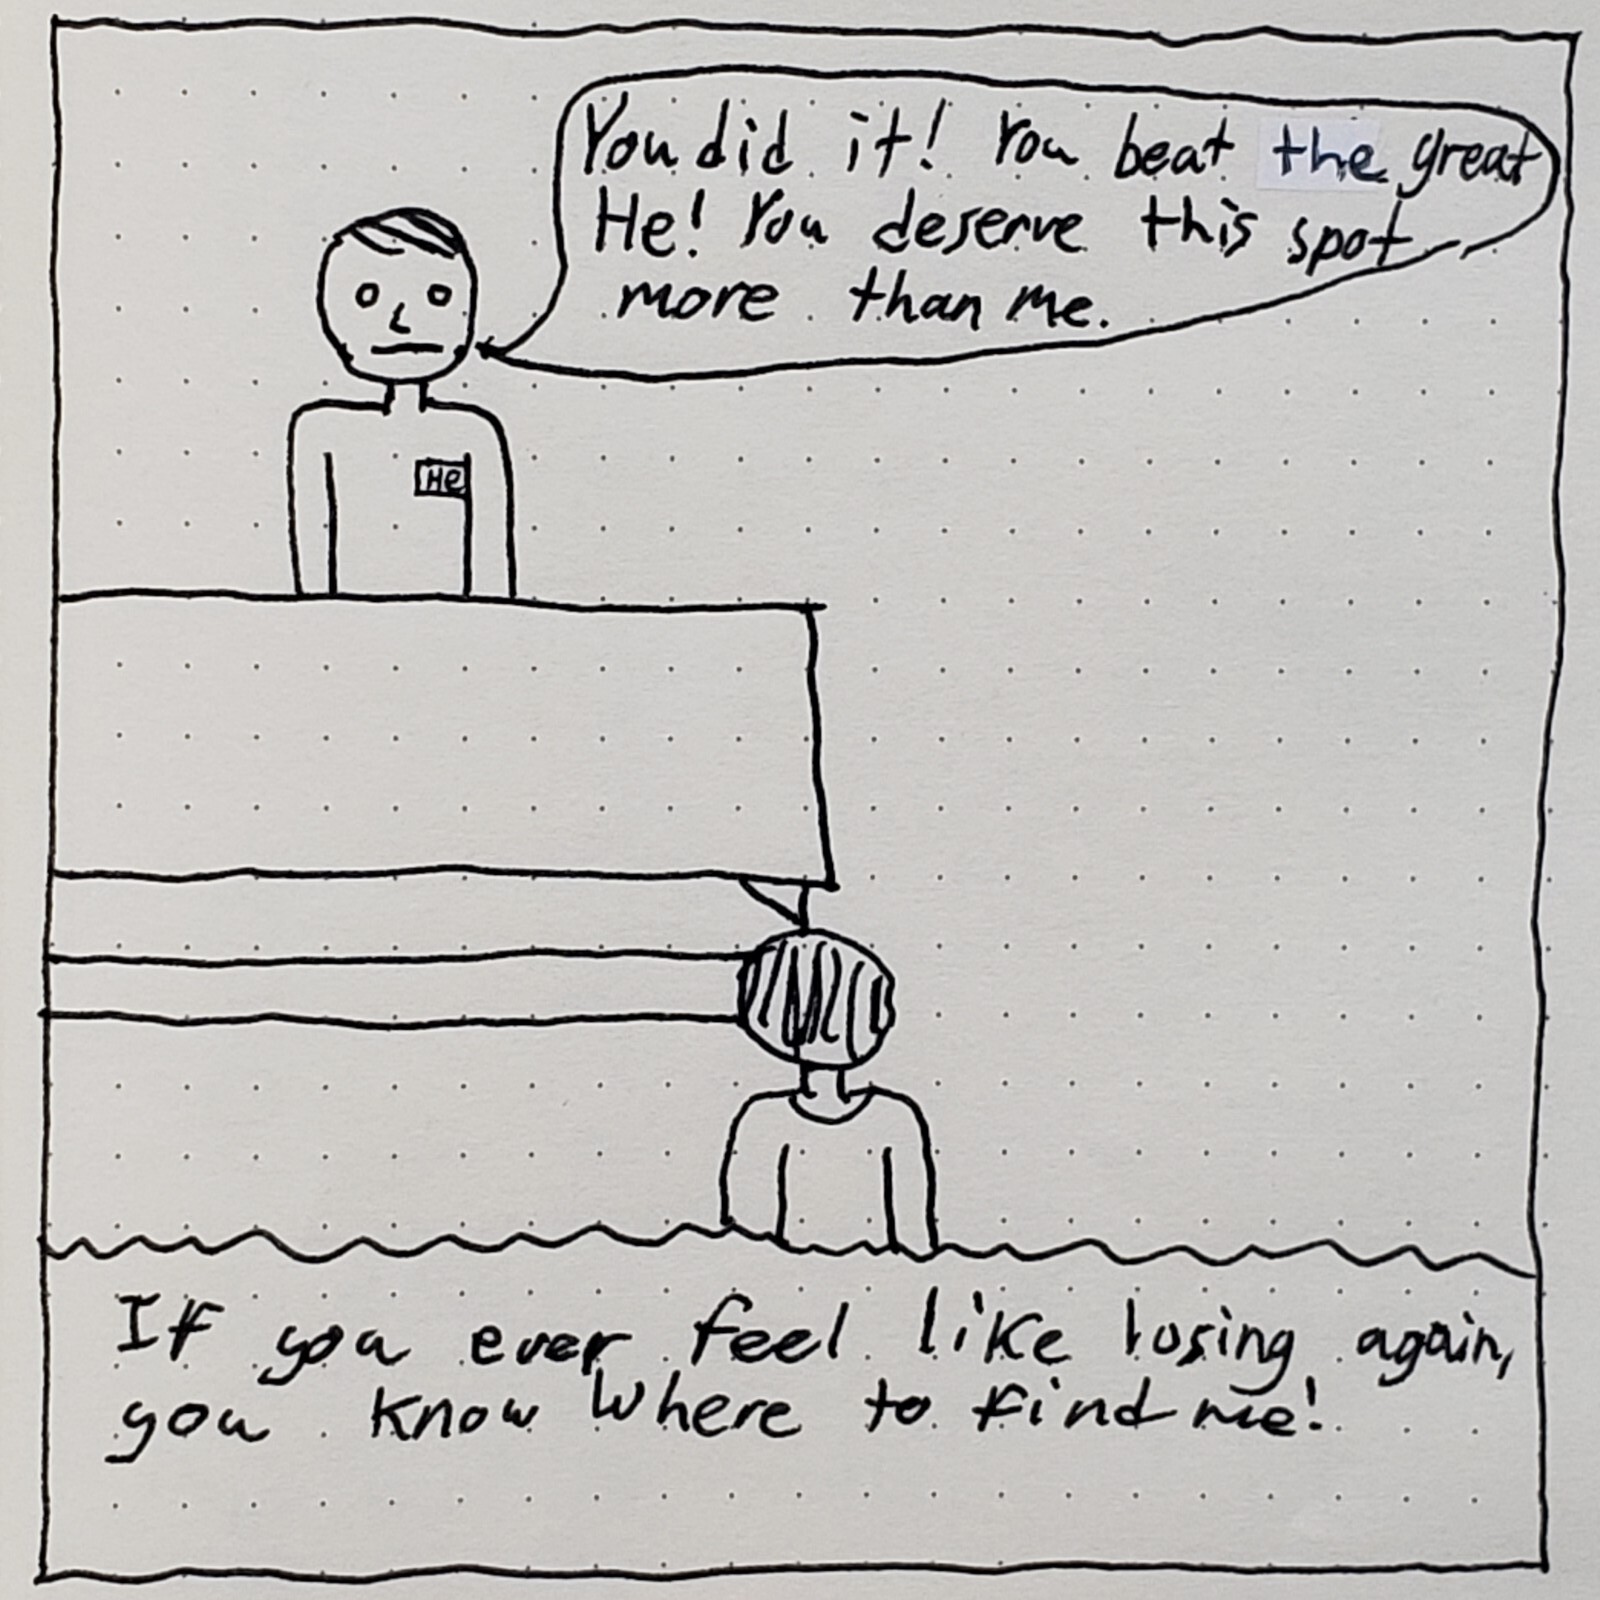 You did it! You beat the great
He! You deserve this spot
more than me.
He
If you ever feel like losing again,
you know where to find me!